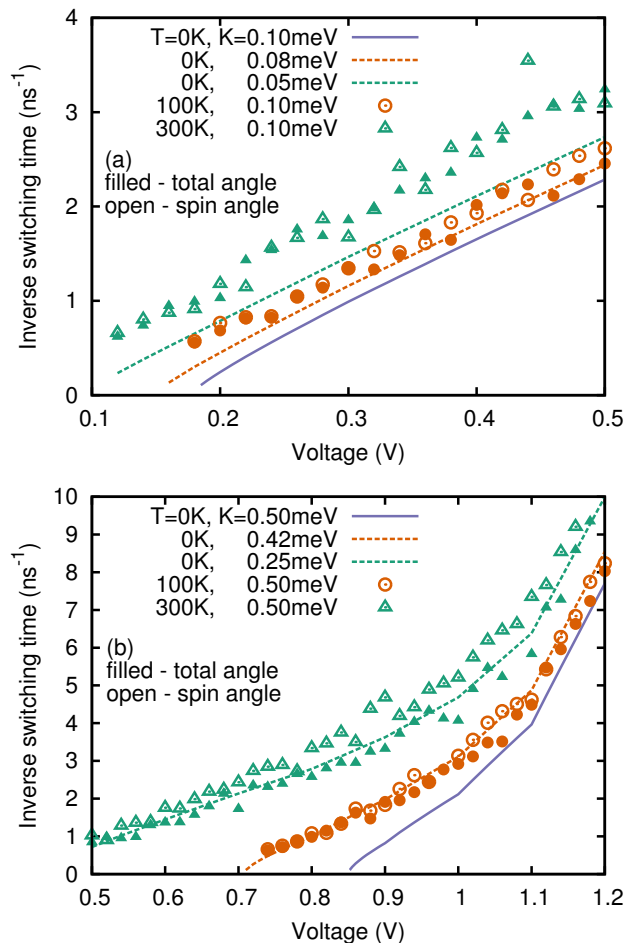 4
3
2
1
0
Inverse switching time (ns⁻¹)
T=0K, K=0.10meV
0K, 0.08meV
0K, 0.05meV
100K, 0.10meV
300K, 0.10meV
(a)
filled - total angle
open - spin angle
0.1 0.2 0.3 0.4 0.5
Voltage (V)
10
9
8
7
6
5
4
3
2
1
0
Inverse switching time (ns⁻¹)
T=0K, K=0.50meV
0K, 0.42meV
0K, 0.25meV
100K, 0.50meV
300K, 0.50meV
(b)
filled - total angle
open - spin angle
0.5 0.6 0.7 0.8 0.9 1 1.1 1.2
Voltage (V)